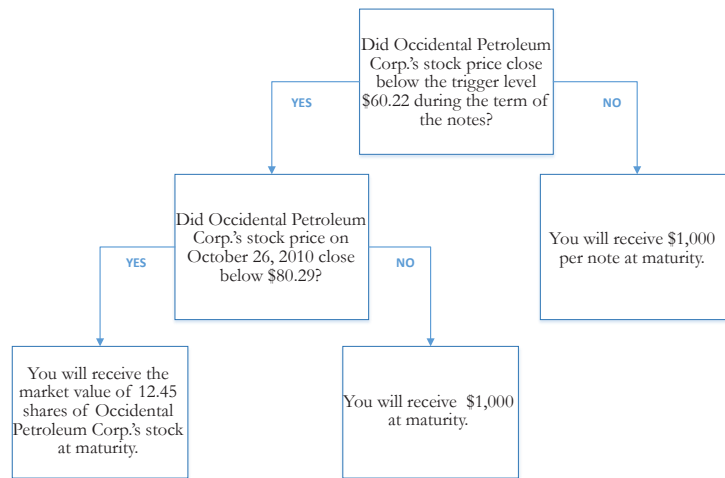 Did Occidental Petroleum
Corp.'s stock price close
below the trigger level
$60.22 during the term of
the notes?
YES
NO
Did Occidental Petroleum
Corp.'s stock price on
October 26, 2010 close
below $80.29?
You will receive $1,000
per note at maturity.
YES
NO
You will receive the
market value of 12.45
shares of Occidental
Petroleum Corp.'s stock
at maturity.
You will receive $1,000
at maturity.